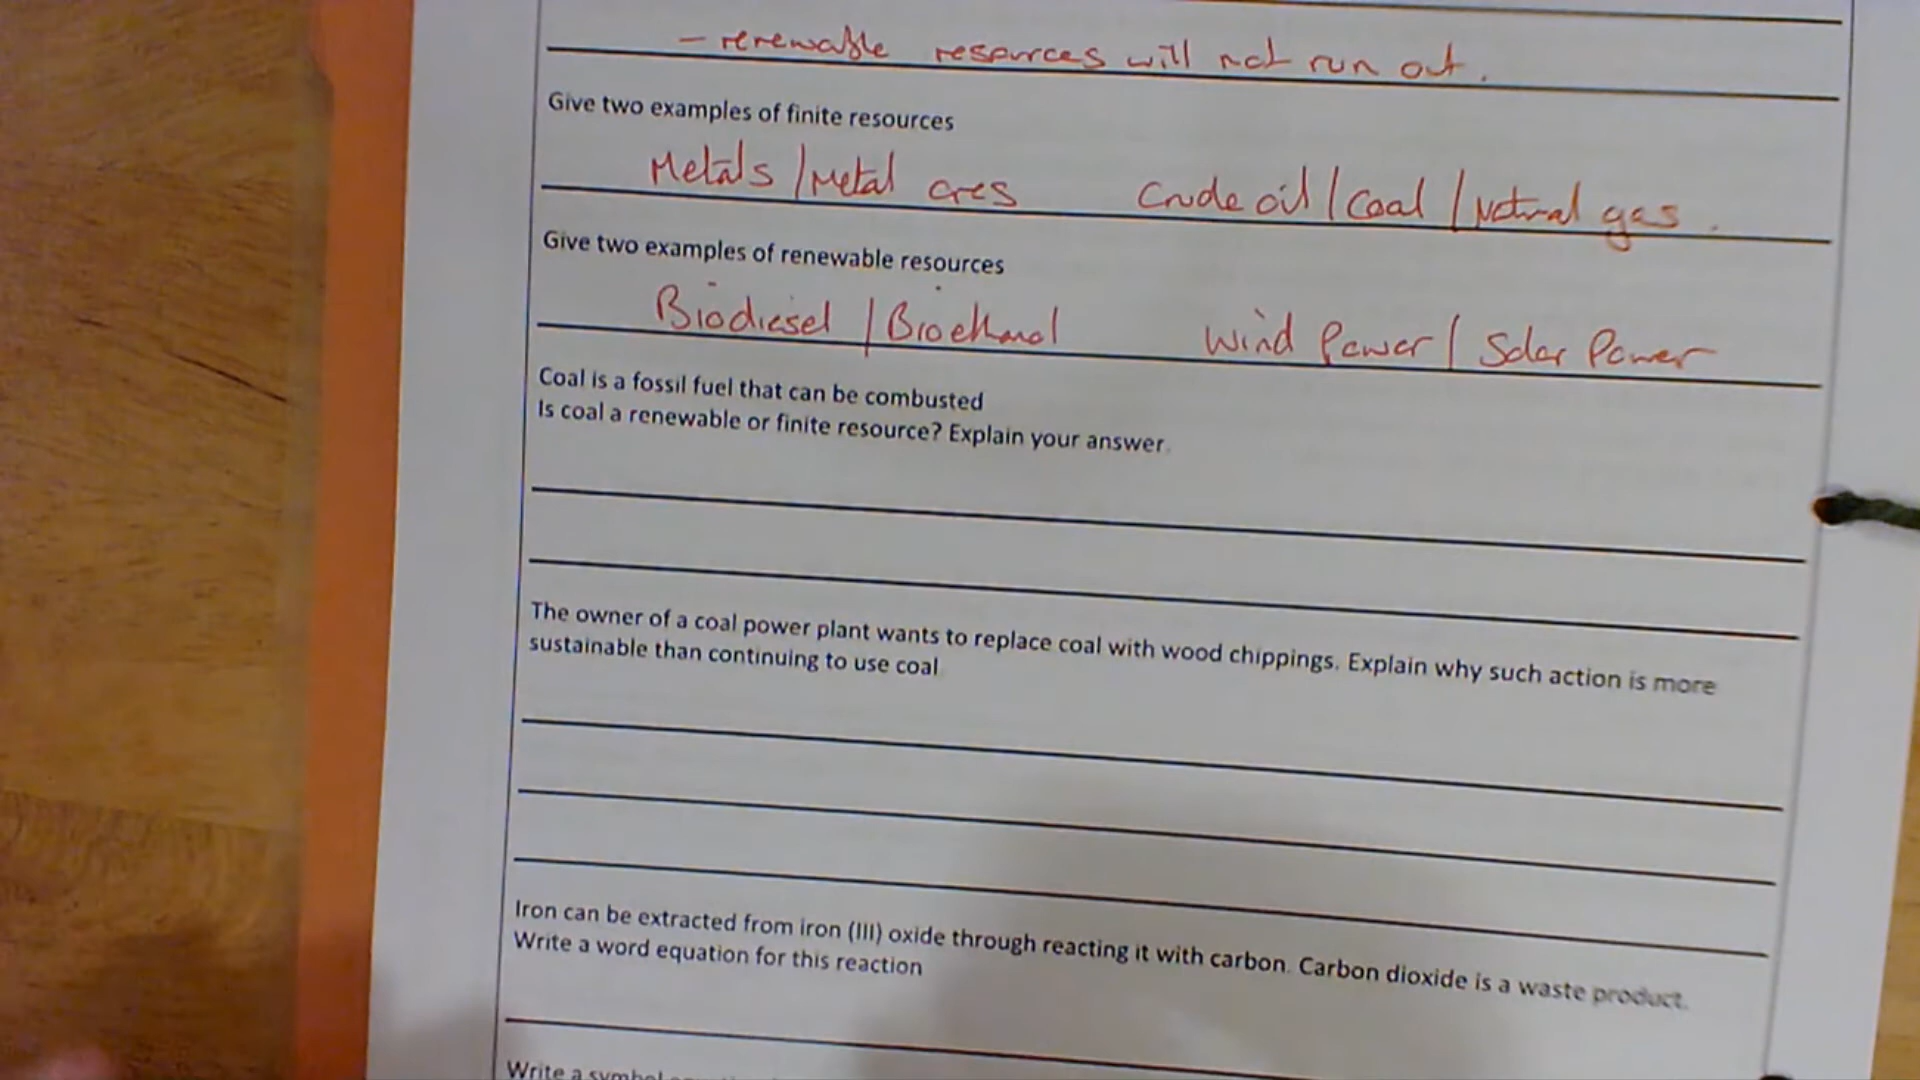 - renewable resources will not run out.
Give two examples of finite resources
Metals / Metal ores Crude oil / Coal / Natural gas.
Give two examples of renewable resources
Biodiesel / Bioethanol Wind Power / Solar Power
Coal is a fossil fuel that can be combusted
Is coal a renewable or finite resource? Explain your answer.
The owner of a coal power plant wants to replace coal with wood chippings. Explain why such action is more
sustainable than continuing to use coal
Iron can be extracted from iron (III) oxide through reacting it with carbon. Carbon dioxide is a waste product.
Write a word equation for this reaction
Write a symbol